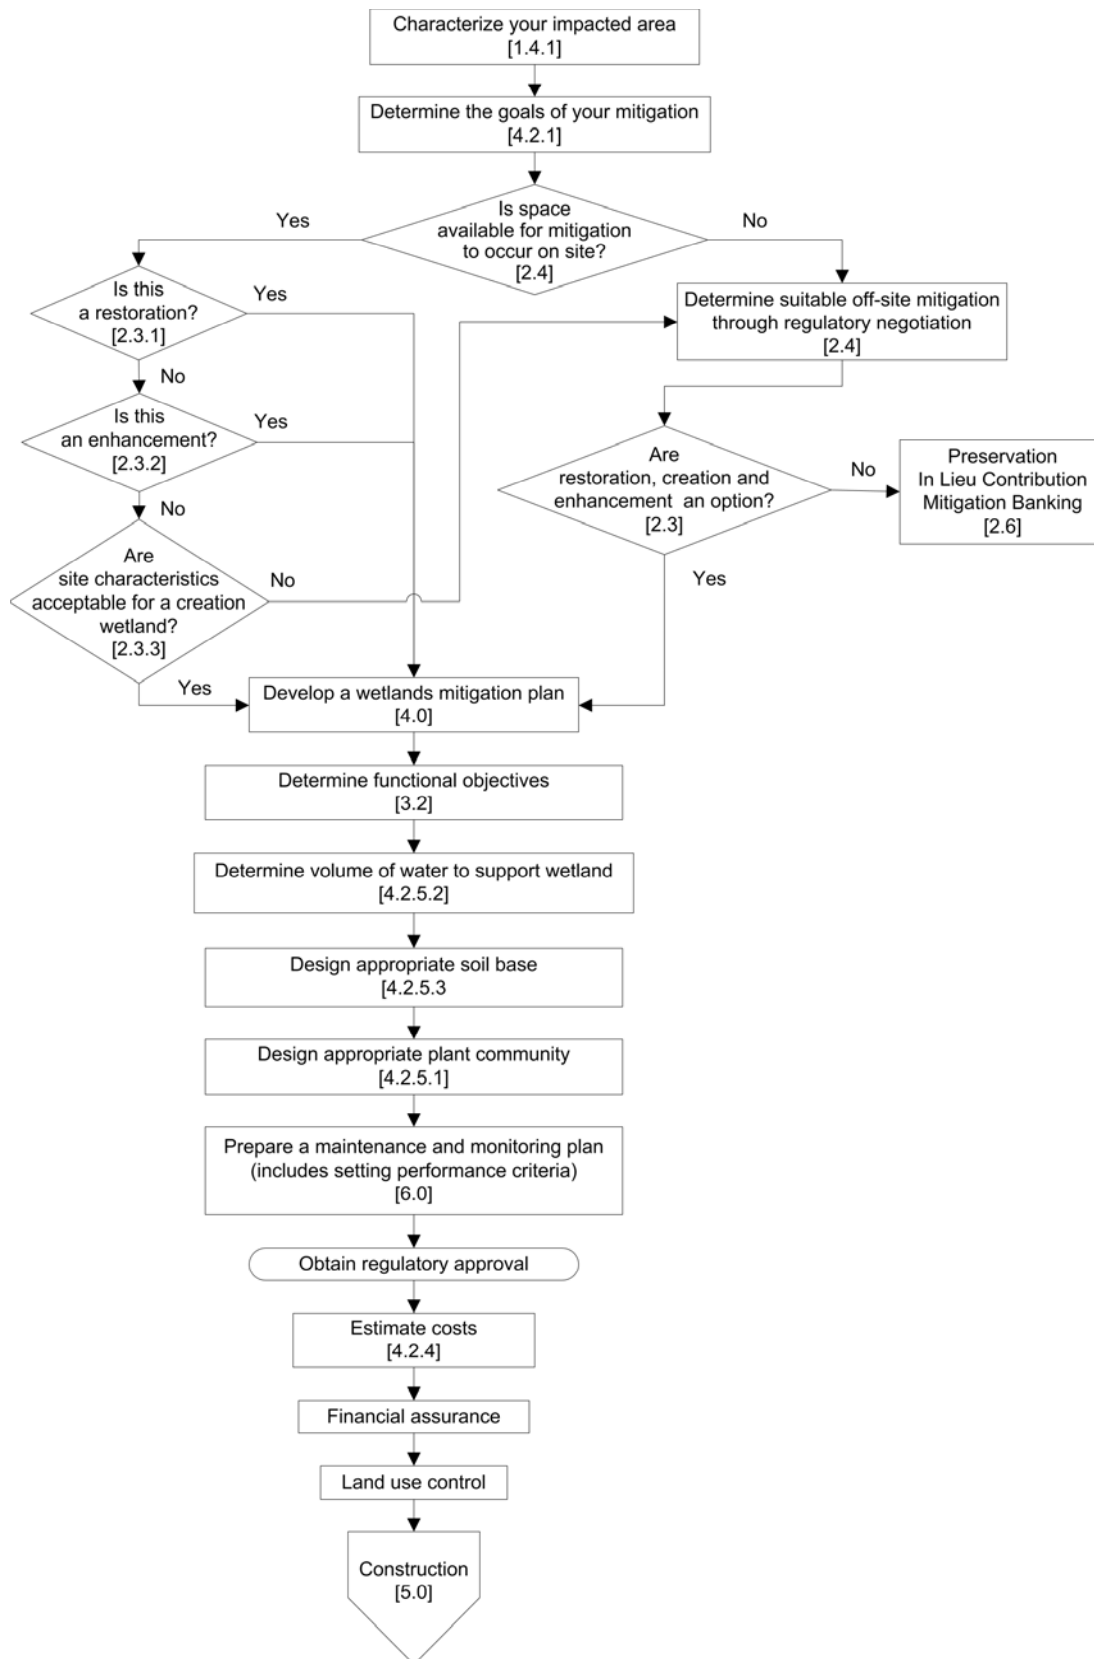 Characterize your impacted area
[1.4.1]
Determine the goals of your mitigation
[4.2.1]
Is space
available for mitigation
to occur on site?
[2.4]
Yes
No
Is this
a restoration?
[2.3.1]
Yes
No
Determine suitable off-site mitigation
through regulatory negotiation
[2.4]
Is this
an enhancement?
[2.3.2]
Yes
No
Are
restoration, creation and
enhancement an option?
[2.3]
No
Yes
Preservation
In Lieu Contribution
Mitigation Banking
[2.6]
Are
site characteristics
acceptable for a creation
wetland?
[2.3.3]
No
Yes
Develop a wetlands mitigation plan
[4.0]
Determine functional objectives
[3.2]
Determine volume of water to support wetland
[4.2.5.2]
Design appropriate soil base
[4.2.5.3
Design appropriate plant community
[4.2.5.1]
Prepare a maintenance and monitoring plan
(includes setting performance criteria)
[6.0]
Obtain regulatory approval
Estimate costs
[4.2.4]
Financial assurance
Land use control
Construction
[5.0]